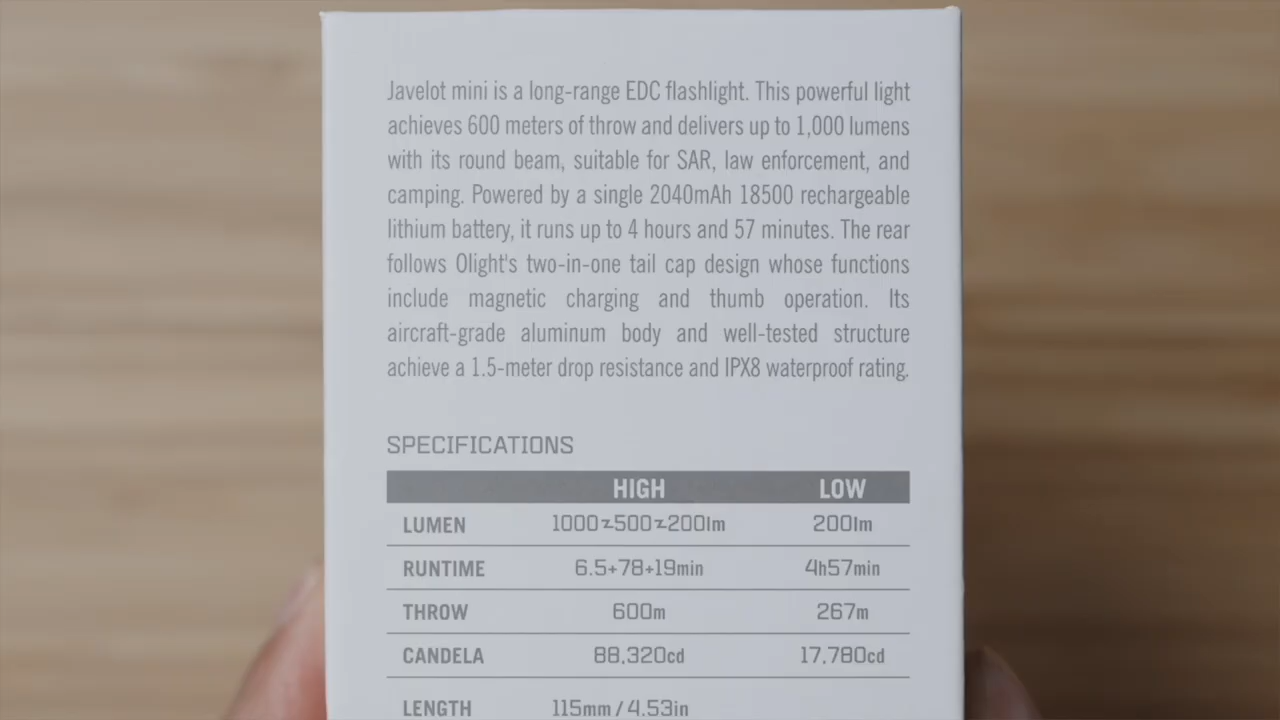 Javelot mini is a long-range EDC flashlight. This powerful light
achieves 600 meters of throw and delivers up to 1,000 lumens
with its round beam, suitable for SAR, law enforcement, and
camping. Powered by a single 2040mAh 18500 rechargeable
lithium battery, it runs up to 4 hours and 57 minutes. The rear
follows Olight's two-in-one tail cap design whose functions
include magnetic charging and thumb operation. Its
aircraft-grade aluminum body and well-tested structure
achieve a 1.5-meter drop resistance and IPX8 waterproof rating.
SPECIFICATIONS
HIGH LOW
LUMEN 1000~500~200lm 200lm
RUNTIME 6.5+78+19min 4h57min
THROW 600m 267m
CANDELA 88,320cd 17,780cd
LENGTH 115mm / 4.53in